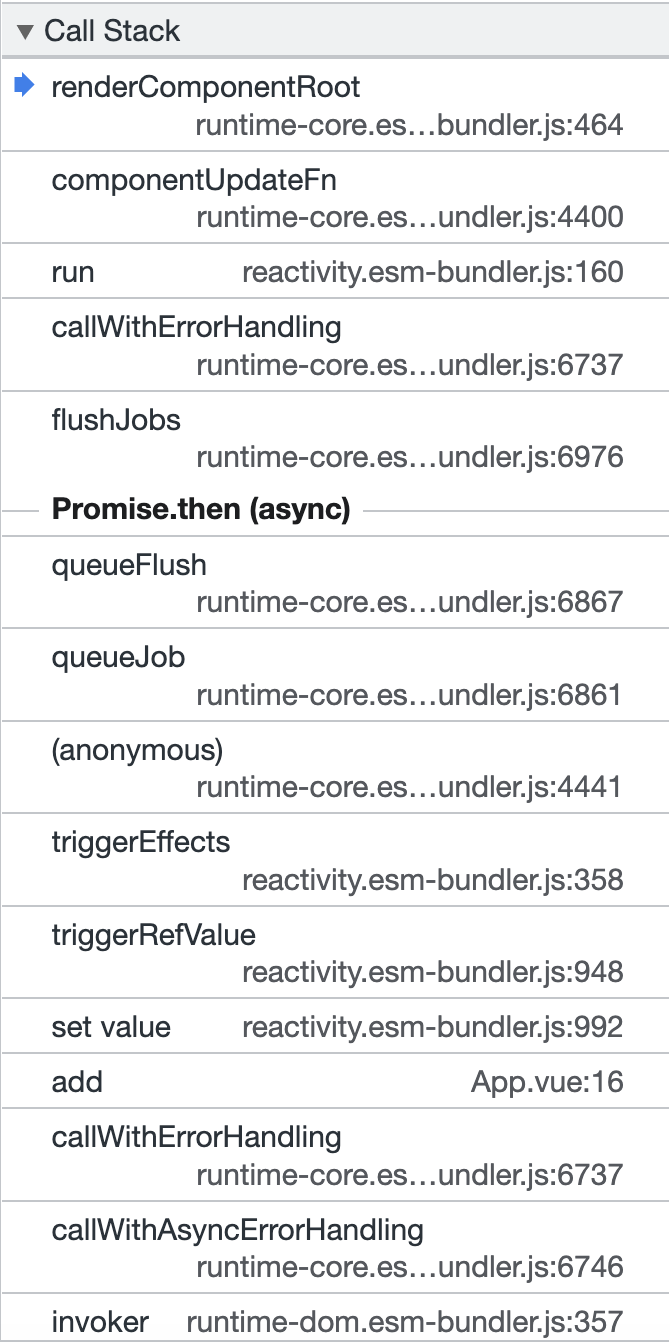 Call Stack
renderComponentRoot
runtime-core.es…bundler.js:464
componentUpdateFn
runtime-core.es…undler.js:4400
run reactivity.esm-bundler.js:160
callWithErrorHandling
runtime-core.es…undler.js:6737
flushJobs
runtime-core.es…undler.js:6976
Promise.then (async)
queueFlush
runtime-core.es…undler.js:6867
queueJob
runtime-core.es…undler.js:6861
(anonymous)
runtime-core.es…undler.js:4441
triggerEffects
reactivity.esm-bundler.js:358
triggerRefValue
reactivity.esm-bundler.js:948
set value reactivity.esm-bundler.js:992
add App.vue:16
callWithErrorHandling
runtime-core.es…undler.js:6737
callWithAsyncErrorHandling
runtime-core.es…undler.js:6746
invoker runtime-dom.esm-bundler.js:357